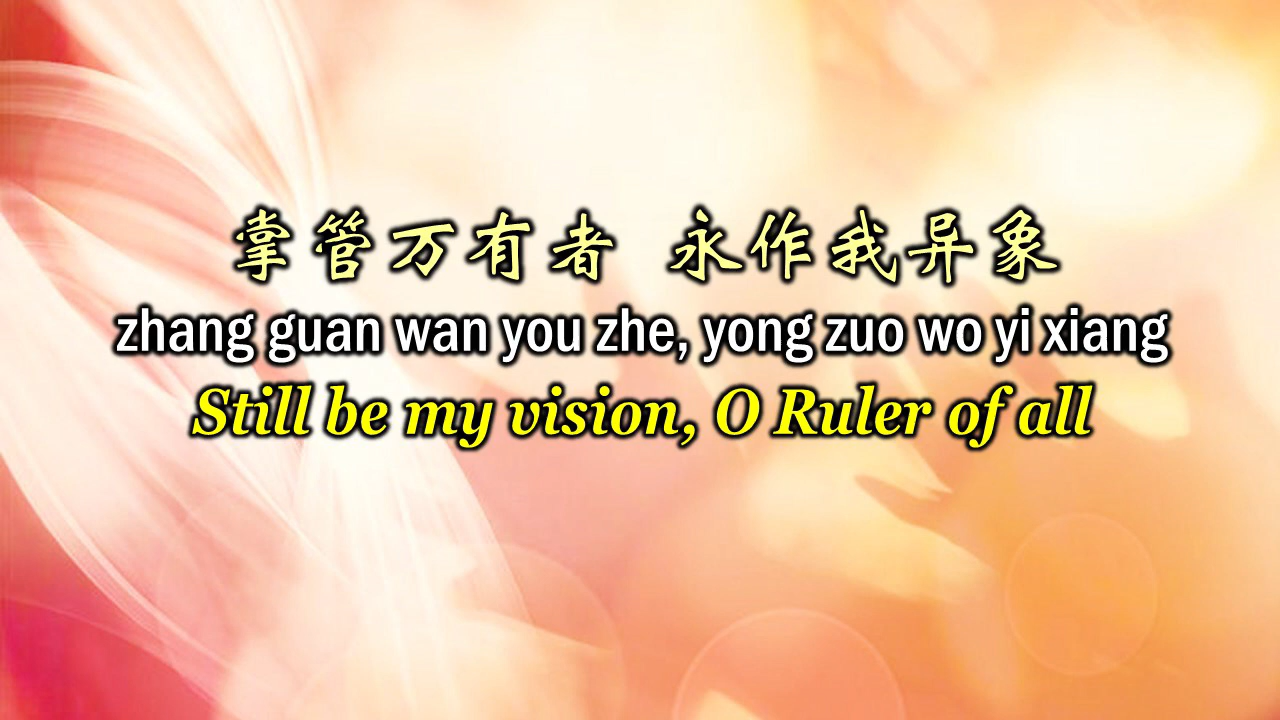 掌管万有者 永作我异象
zhang guan wan you zhe, yong zuo wo yi xiang
Still be my vision, O Ruler of all